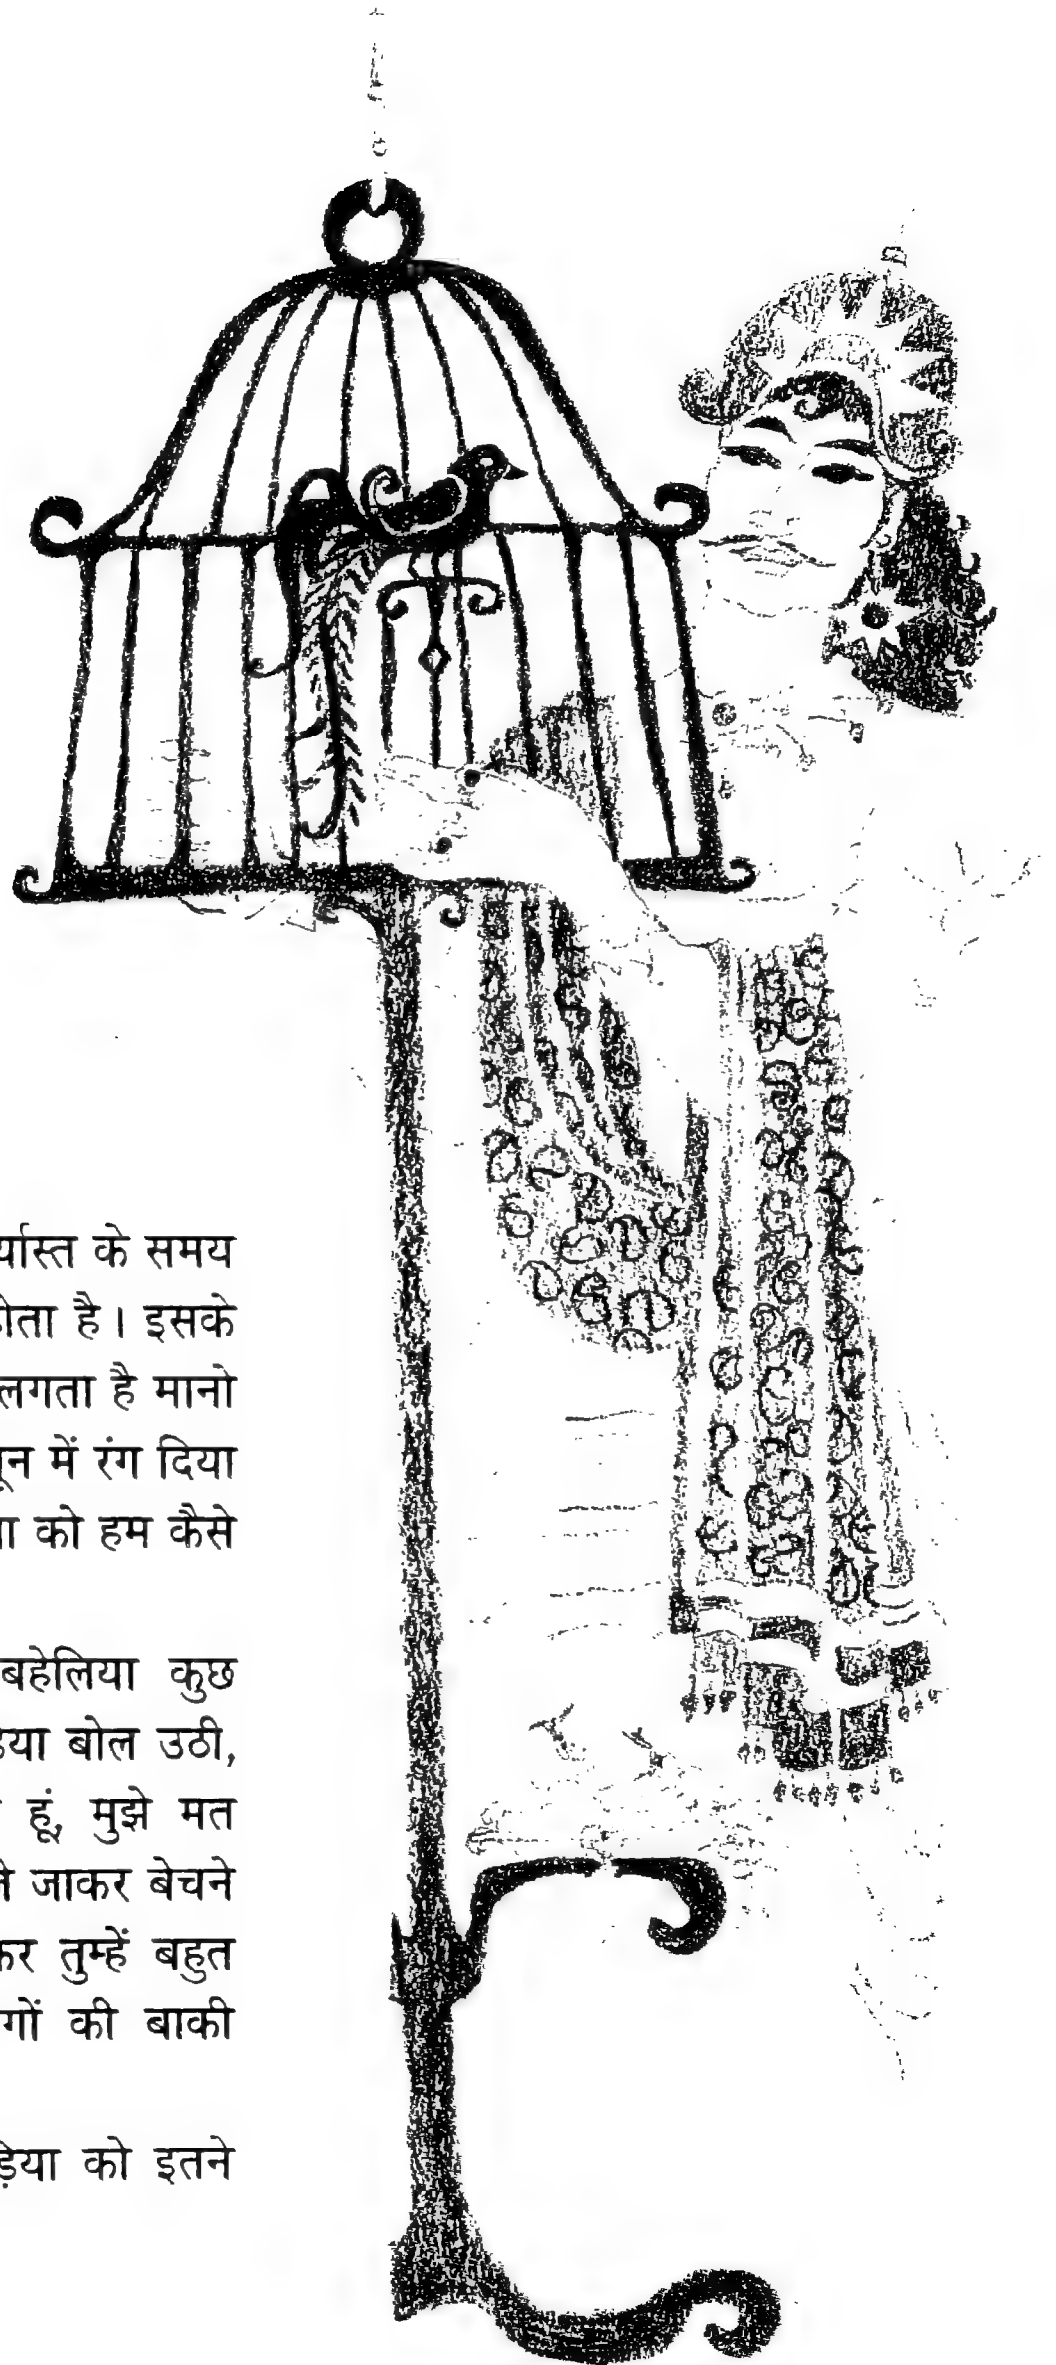 के समय
है। इसके
लगता है मानो
में रंग दिया
को हम कैसे
बहेलिया कुछ
बोल उठी,
हूं, मुझे मत
जाकर बेचने
तुम्हें बहुत
की बाकी
को इतने